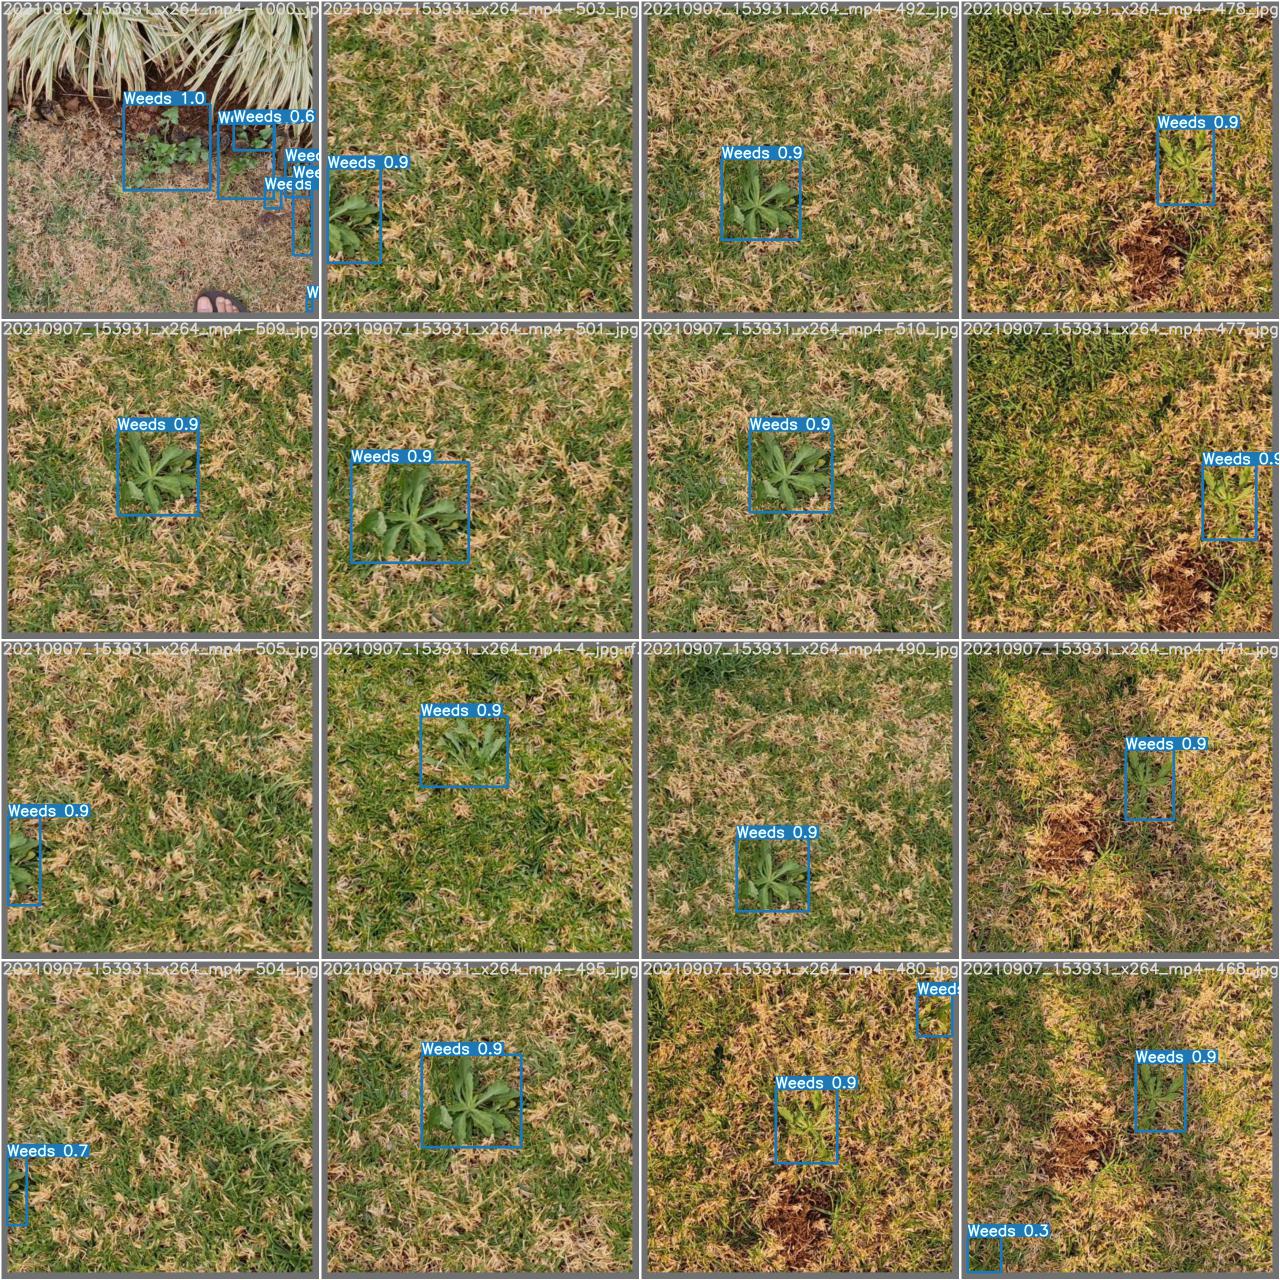 20210907_153931_x264_mp4-1000_jp
20210907_153931_x264_mp4-503_jpg
20210907_153931_x264_mp4-492_jpg
20210907_153931_x264_mp4-478_jpg
Weeds 1.0
Weeds 0.6
Weeds 0.9
Weeds 0.9
Weeds 0.9
20210907_153931_x264_mp4-509_jpg
20210907_153931_x264_mp4-501_jpg
20210907_153931_x264_mp4-510_jpg
20210907_153931_x264_mp4-477_jpg
Weeds 0.9
Weeds 0.9
Weeds 0.9
Weeds 0.9
20210907_153931_x264_mp4-505_jpg
20210907_153931_x264_mp4-4_jpg.rf.
20210907_153931_x264_mp4-490_jpg
20210907_153931_x264_mp4-471_jpg
Weeds 0.9
Weeds 0.9
Weeds 0.9
Weeds 0.9
20210907_153931_x264_mp4-504_jpg
20210907_153931_x264_mp4-495_jpg
20210907_153931_x264_mp4-480_jpg
20210907_153931_x264_mp4-468_jpg
Weeds 0.7
Weeds 0.9
Weeds
Weeds 0.9
Weeds 0.9
Weeds 0.3